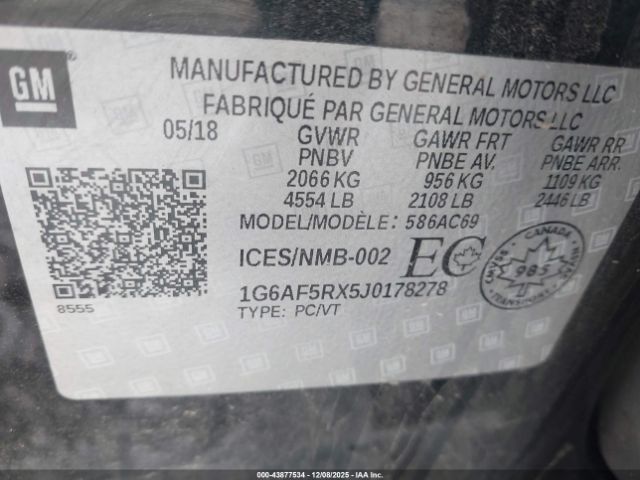 GM®
MANUFACTURED BY GENERAL MOTORS LLC
FABRIQUÉ PAR GENERAL MOTORS LLC
05/18 GVWR GAWR FRT GAWR RR
PNBV PNBE AV. PNBE ARR.
2066 KG 956 KG 1109 KG
4554 LB 2108 LB 2446 LB
MODEL/MODÈLE: 586AC69
ICES/NMB-002 EC
CANADA
985
1G6AF5RX5J0178278
8555
TYPE: PC/VT
000-43877534 | 12/08/2025 | IAA Inc.